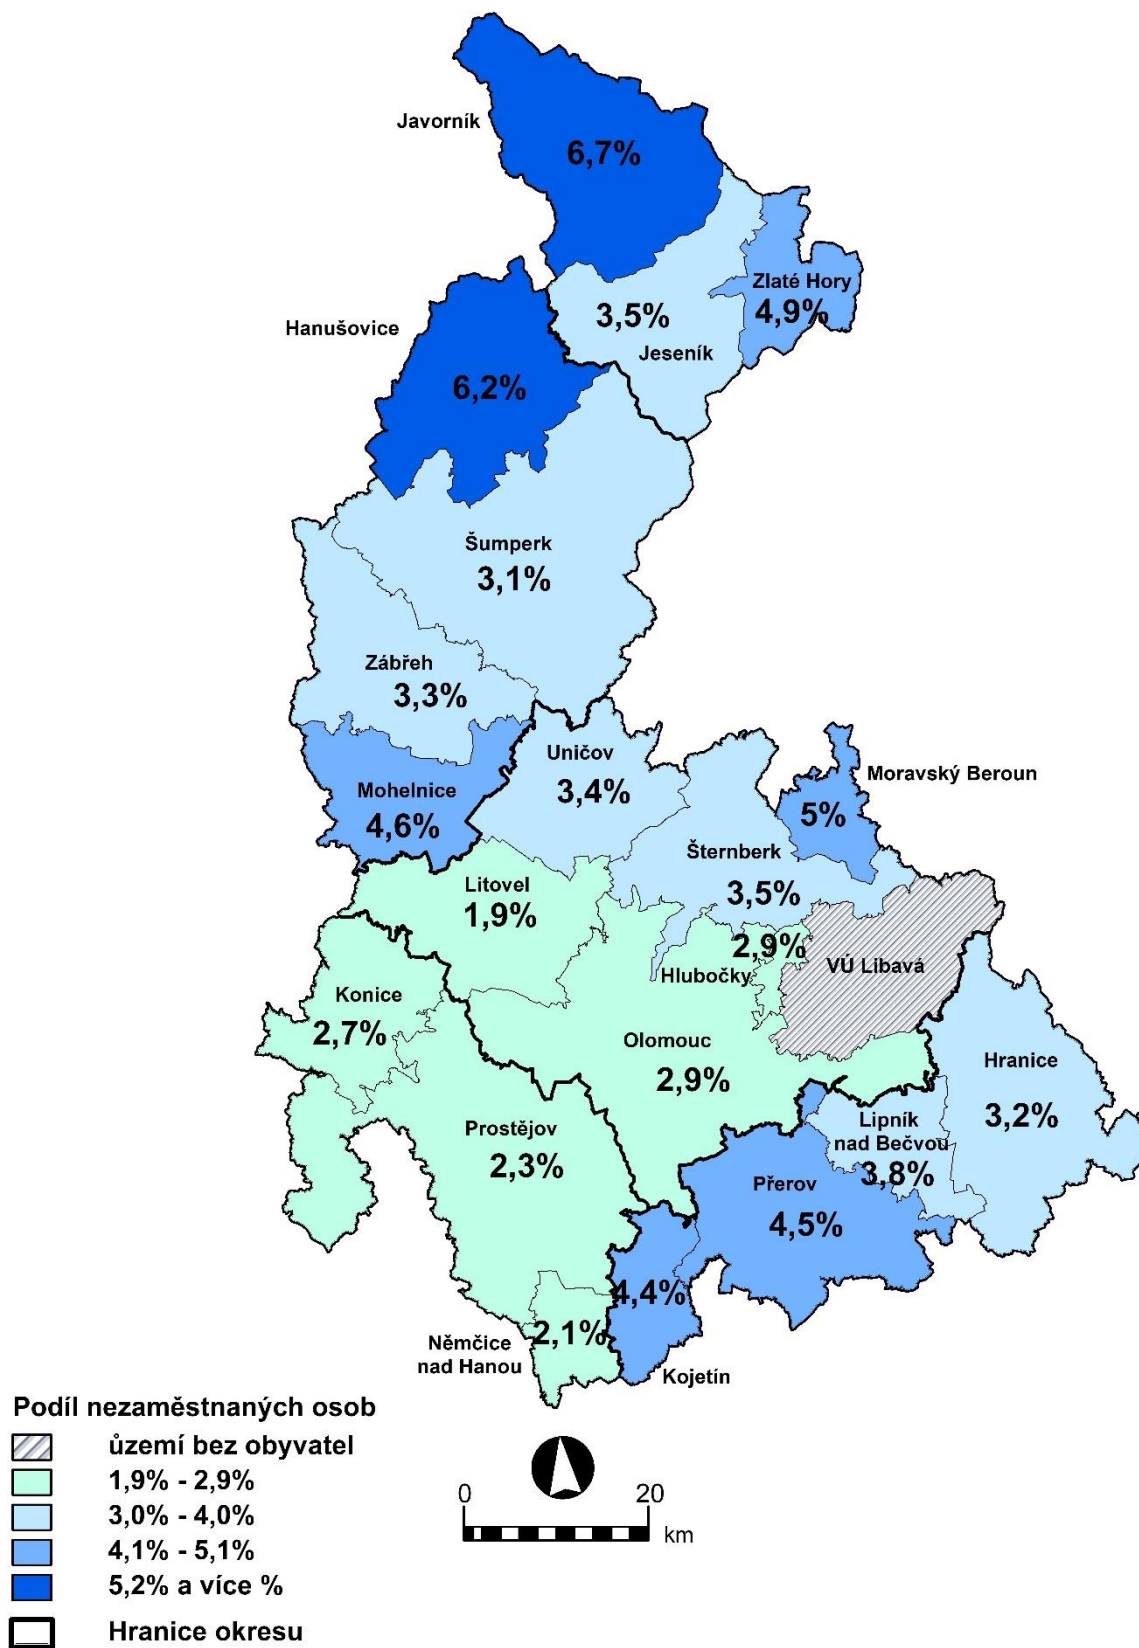 Javorník
6,7%
Zlaté Hory
4,9%
3,5%
Jeseník
Hanušovice
6,2%
Šumperk
3,1%
Zábřeh
3,3%
Uničov
3,4%
Moravský Beroun
5%
Mohelnice
4,6%
Šternberk
3,5%
Litovel
1,9%
2,9%
Hlubočky
VÚ Libavá
Konice
2,7%
Olomouc
2,9%
Hranice
3,2%
Prostějov
2,3%
Lipník
nad Bečvou
3,8%
Přerov
4,5%
4,4%
Kojetín
2,1%
Němčice
nad Hanou
Podíl nezaměstnaných osob
území bez obyvatel
1,9% - 2,9%
3,0% - 4,0%
4,1% - 5,1%
5,2% a více %
Hranice okresu
0 20
km